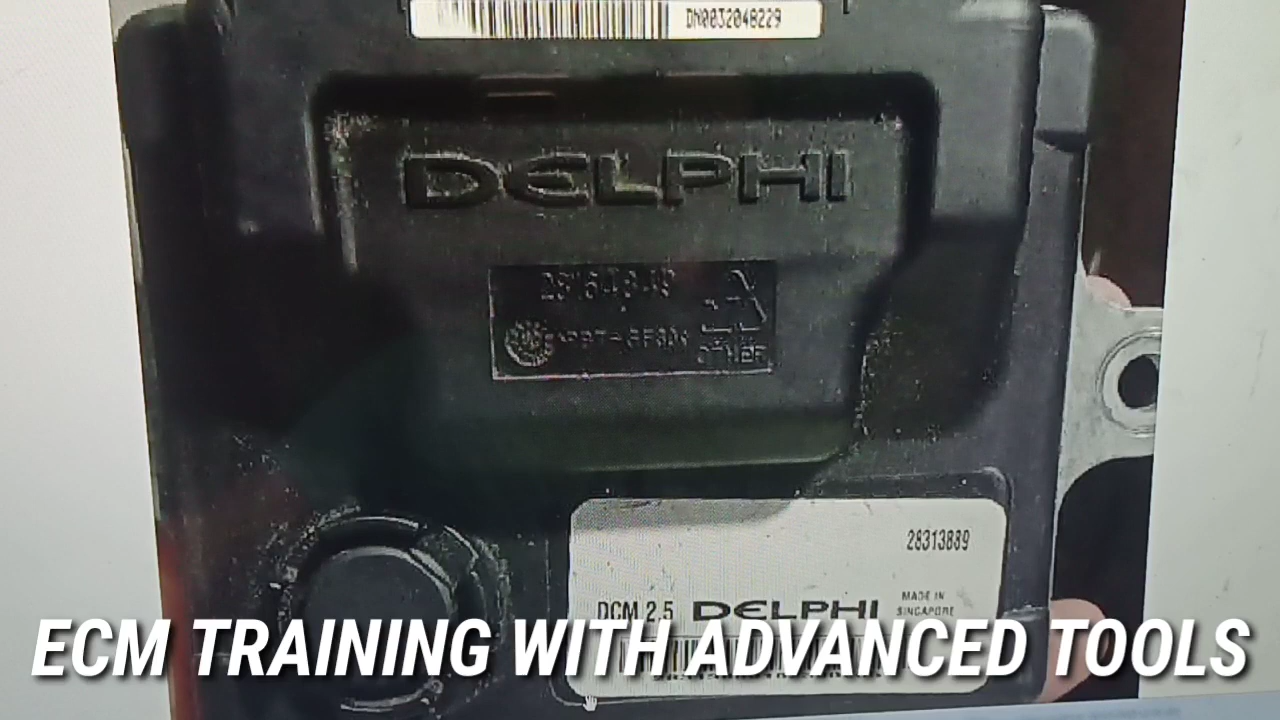 DN0032048229
DELPHI
28313889
DCM 2.5 DELPHI
MADE IN
SINGAPORE
ECM TRAINING WITH ADVANCED TOOLS